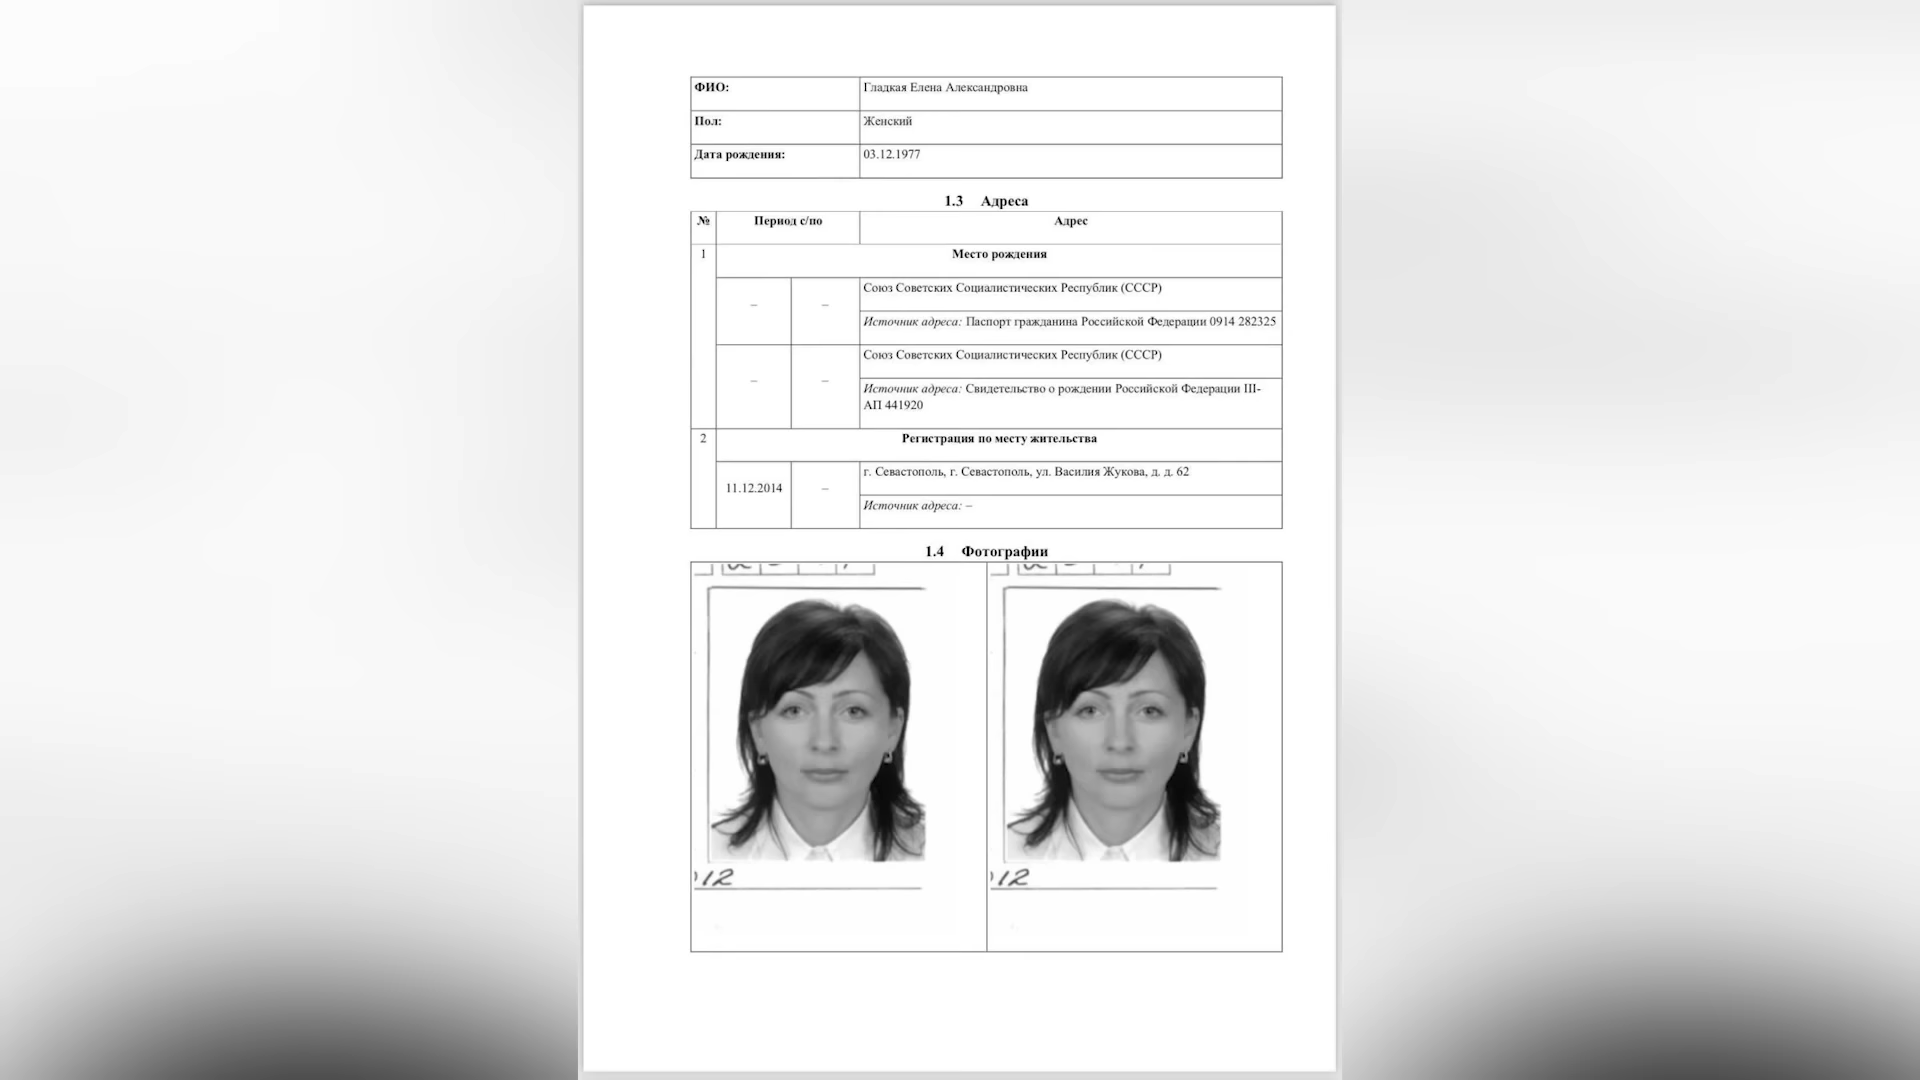 ФИО: Гладкая Елена Александровна
Пол: Женский
Дата рождения: 03.12.1977
1.3 Адреса
№ Период с/по Адрес
1 Место рождения
– – Союз Советских Социалистических Республик (СССР)
Источник адреса: Паспорт гражданина Российской Федерации 0914 282325
– – Союз Советских Социалистических Республик (СССР)
Источник адреса: Свидетельство о рождении Российской Федерации III-
АП 441920
2 Регистрация по месту жительства
11.12.2014 – г. Севастополь, г. Севастополь, ул. Василия Жукова, д. д. 62
Источник адреса: –
1.4 Фотографии
12 12